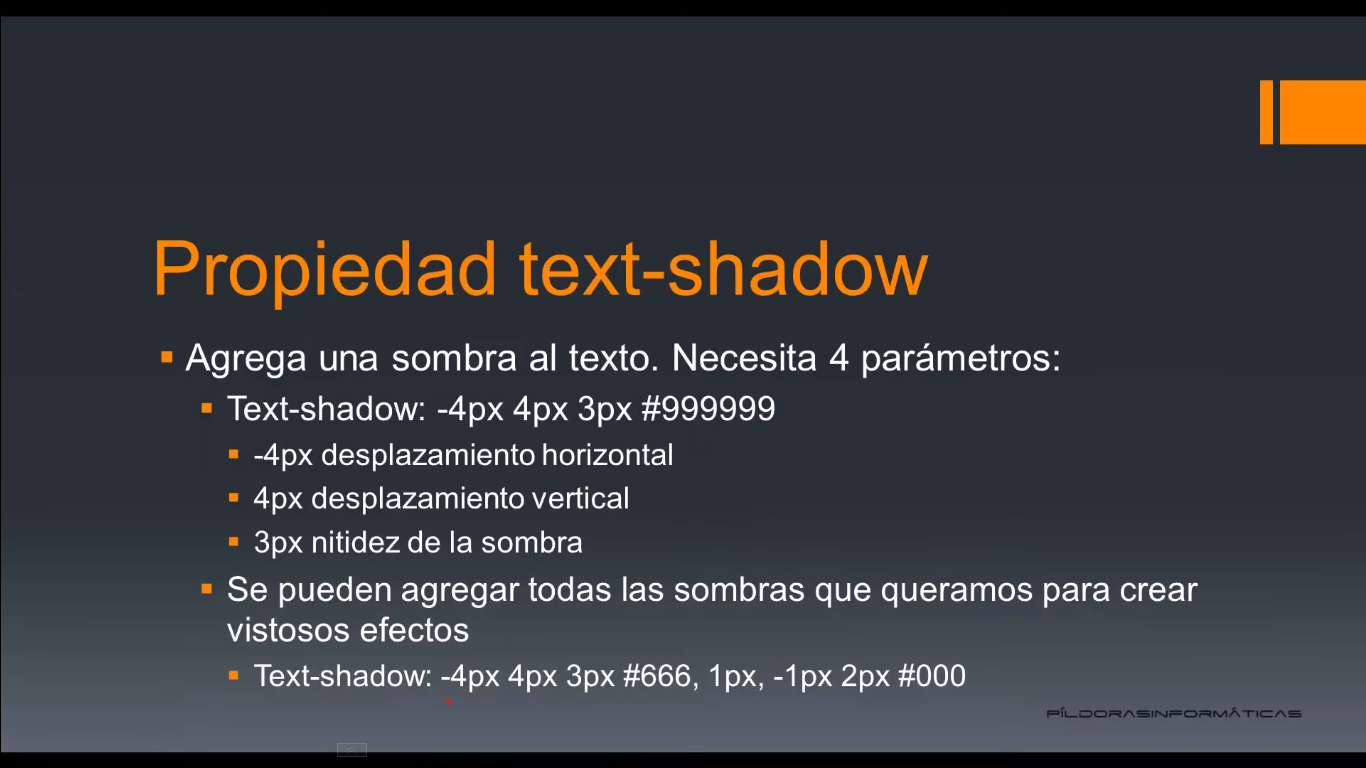 Propiedad text-shadow
Agrega una sombra al texto. Necesita 4 parámetros:
Text-shadow: -4px 4px 3px #999999
-4px desplazamiento horizontal
4px desplazamiento vertical
3px nitidez de la sombra
Se pueden agregar todas las sombras que queramos para crear
vistosos efectos
Text-shadow: -4px 4px 3px #666, 1px, -1px 2px #000
PÍLDORASINFORMÁTICAS